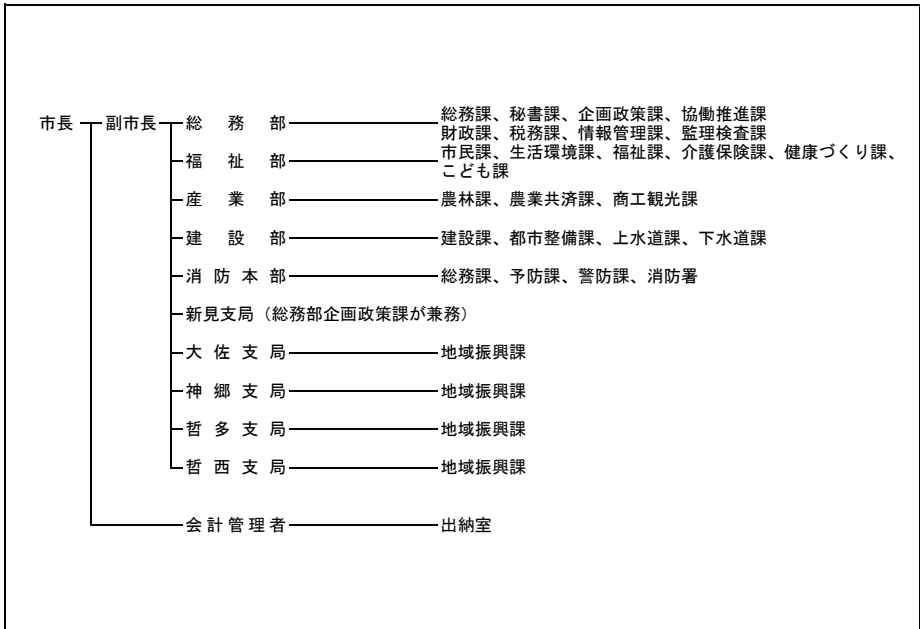 市長 副市長 総務部 総務課、秘書課、企画政策課、協働推進課
財政課、税務課、情報管理課、監理検査課
福祉部 市民課、生活環境課、福祉課、介護保険課、健康づくり課、
こども課
産業部 農林課、農業共済課、商工観光課
建設部 建設課、都市整備課、上水道課、下水道課
消防本部 総務課、予防課、警防課、消防署
新見支局（総務部企画政策課が兼務）
大佐支局 地域振興課
神郷支局 地域振興課
哲多支局 地域振興課
哲西支局 地域振興課
会計管理者 出納室